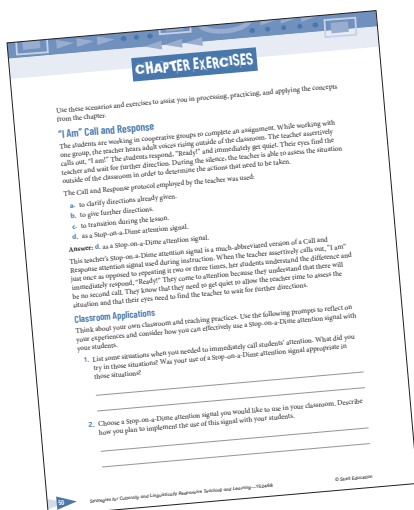 CHAPTER EXERCISES
Use these scenarios and exercises to assist you in processing, practicing, and applying the concepts
from the chapter.
"I Am" Call and Response
The students are working in cooperative groups to complete an assignment. While working with
one group, the teacher hears adult voices rising outside of the classroom. The teacher assertively
calls out, "I am!" The students respond, "Ready!" and immediately get quiet. Their eyes find the
teacher and wait for further direction. During the silence, the teacher is able to assess the situation
outside of the classroom in order to determine the actions that need to be taken.
The Call and Response protocol employed by the teacher was used:
a. to clarify directions already given.
b. to give further directions.
c. to transition during the lesson.
d. as a Stop-on-a-Dime attention signal.
Answer: d. as a Stop-on-a-Dime attention signal.
This teacher's Stop-on-a-Dime attention signal is a much-abbreviated version of a Call and
Response attention signal used during instruction. When the teacher assertively calls out, "I am"
just once as opposed to repeating it two or three times, her students understand the difference and
immediately respond, "Ready!" They come to attention because they understand that there will
be no second call. They know that they need to get quiet to allow the teacher time to assess the
situation and that their eyes need to find the teacher to wait for further directions.
Classroom Applications
Think about your own classroom and teaching practices. Use the following prompts to reflect on
your experiences and consider how you can effectively use a Stop-on-a-Dime attention signal with
your students.
1. List some situations when you needed to immediately call students' attention. What did you
try in those situations? Was your use of a Stop-on-a-Dime attention signal appropriate in
those situations?
2. Choose a Stop-on-a-Dime attention signal you would like to use in your classroom. Describe
how you plan to implement the use of this signal with your students.
50
Strategies for Culturally and Linguistically Responsive Teaching and Learning—
© Shell Education